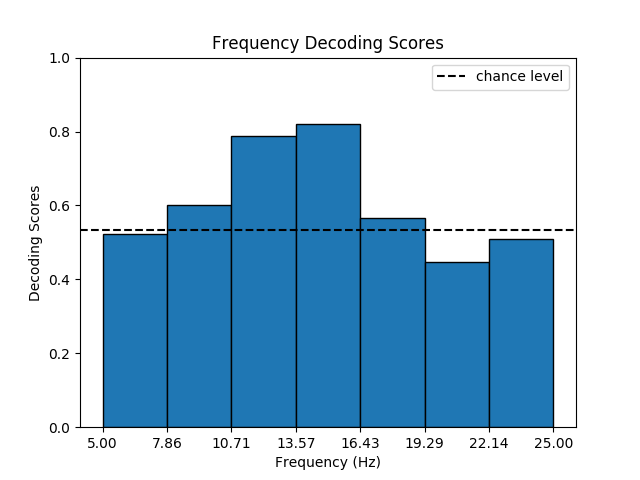 Frequency Decoding Scores
chance level
1.0
0.8
0.6
0.4
0.2
0.0
Decoding Scores
5.00 7.86 10.71 13.57 16.43 19.29 22.14 25.00
Frequency (Hz)